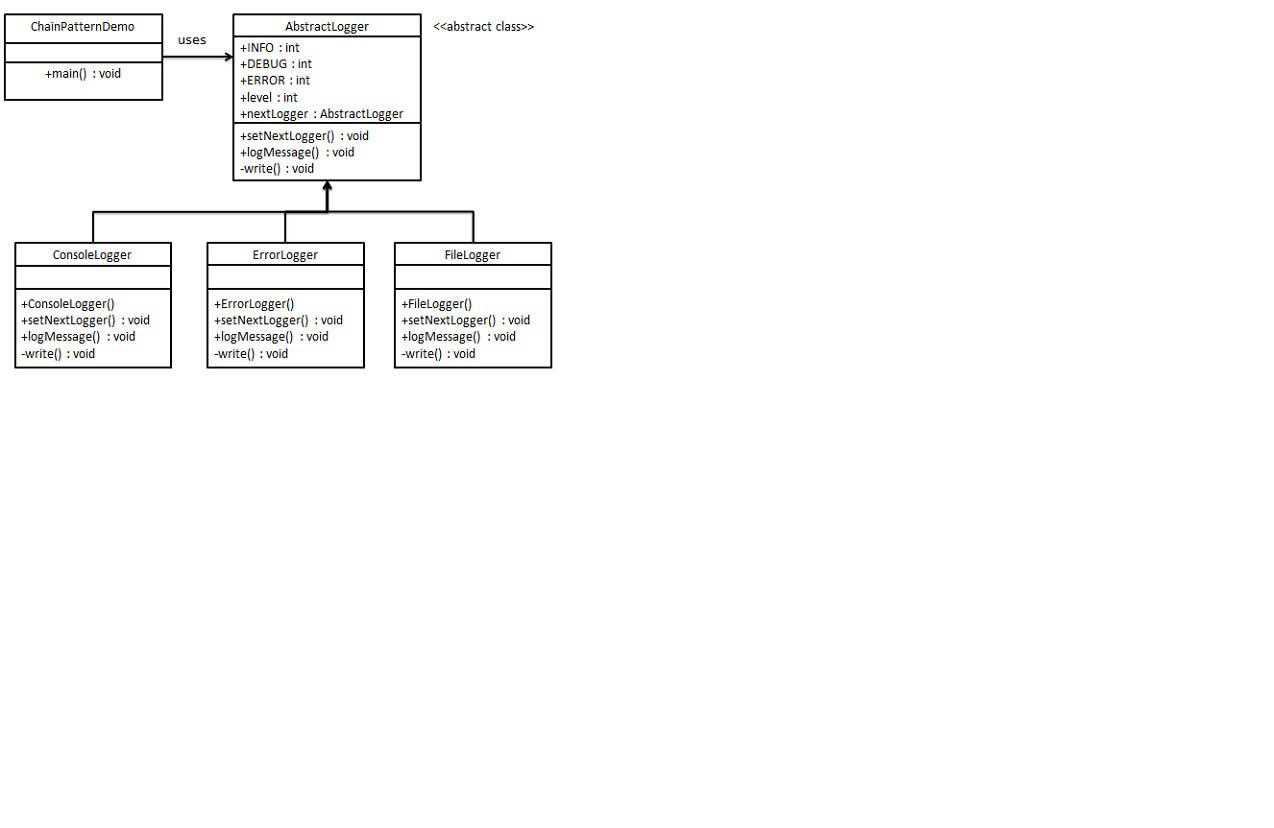 ChainPatternDemo
+main() : void
uses
AbstractLogger
<<abstract class>>
+INFO : int
+DEBUG : int
+ERROR : int
+level : int
+nextLogger : AbstractLogger
+setNextLogger() : void
+logMessage() : void
-write() : void
ConsoleLogger
+ConsoleLogger()
+setNextLogger() : void
+logMessage() : void
-write() : void
ErrorLogger
+ErrorLogger()
+setNextLogger() : void
+logMessage() : void
-write() : void
FileLogger
+FileLogger()
+setNextLogger() : void
+logMessage() : void
-write() : void